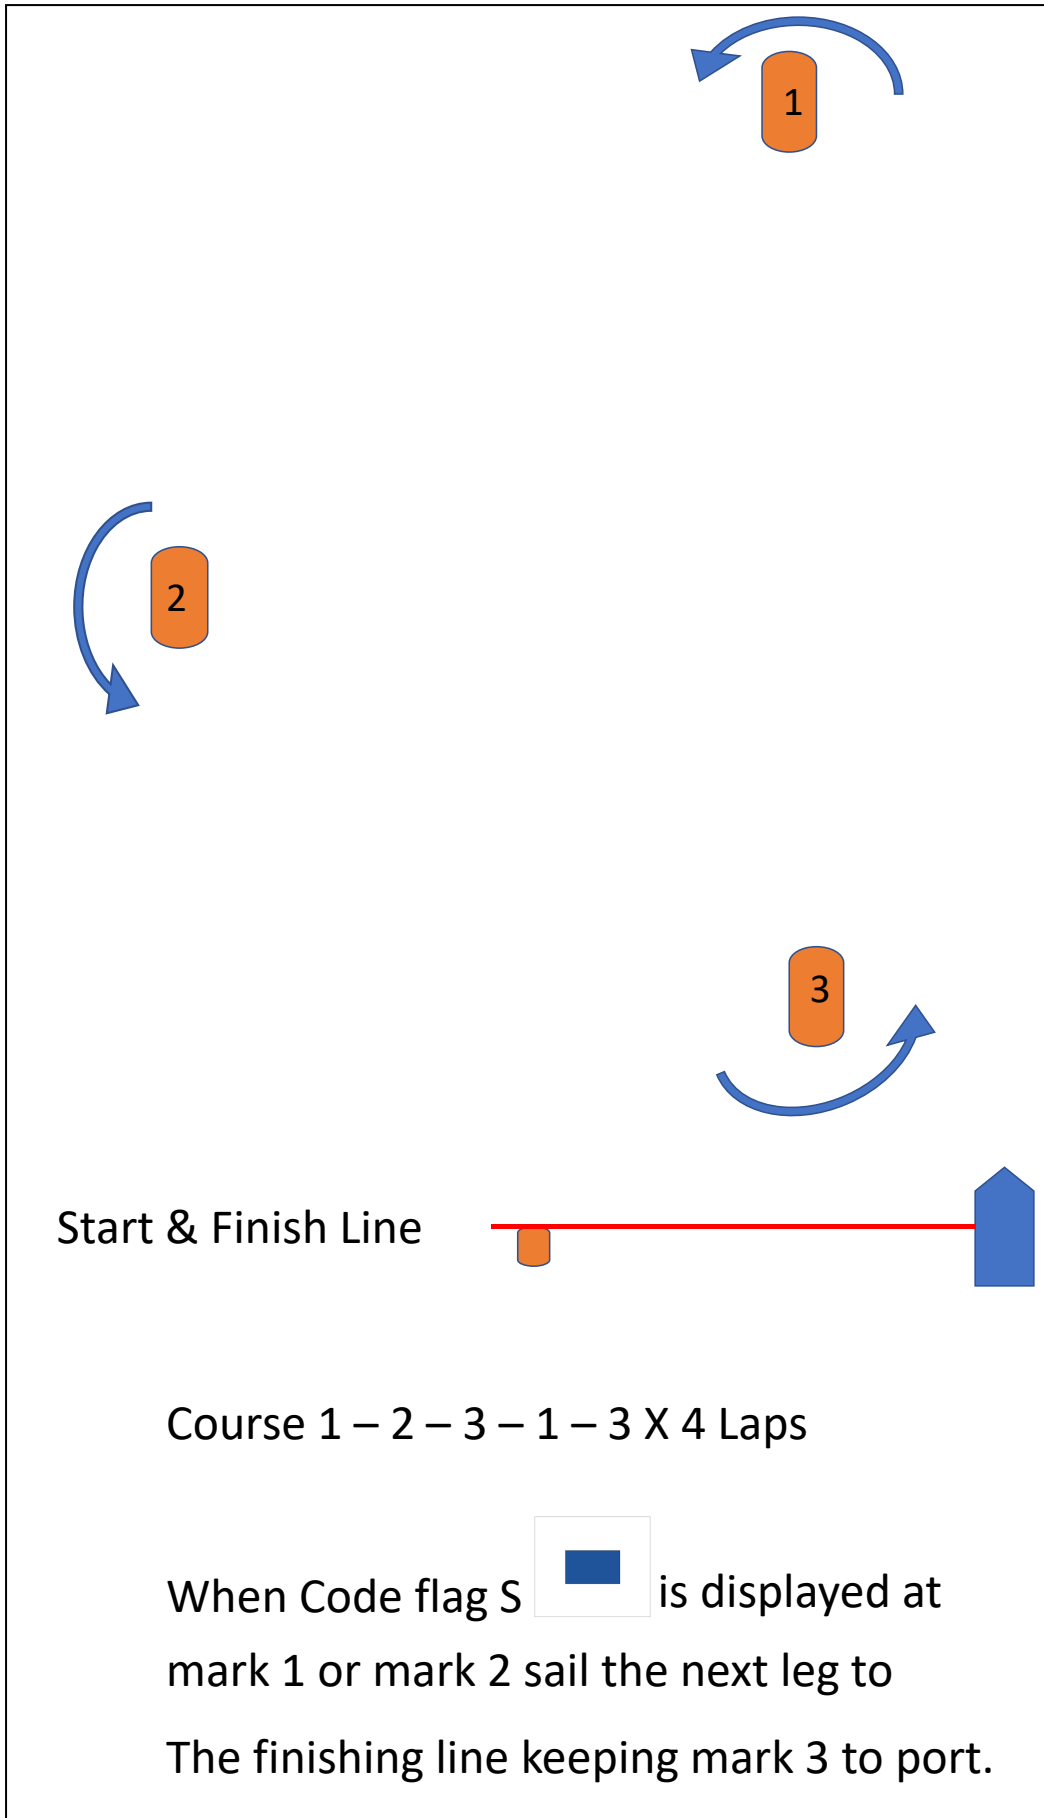 1
2
3
Start & Finish Line
Course 1 – 2 – 3 – 1 – 3 X 4 Laps
When Code flag S is displayed at
mark 1 or mark 2 sail the next leg to
The finishing line keeping mark 3 to port.